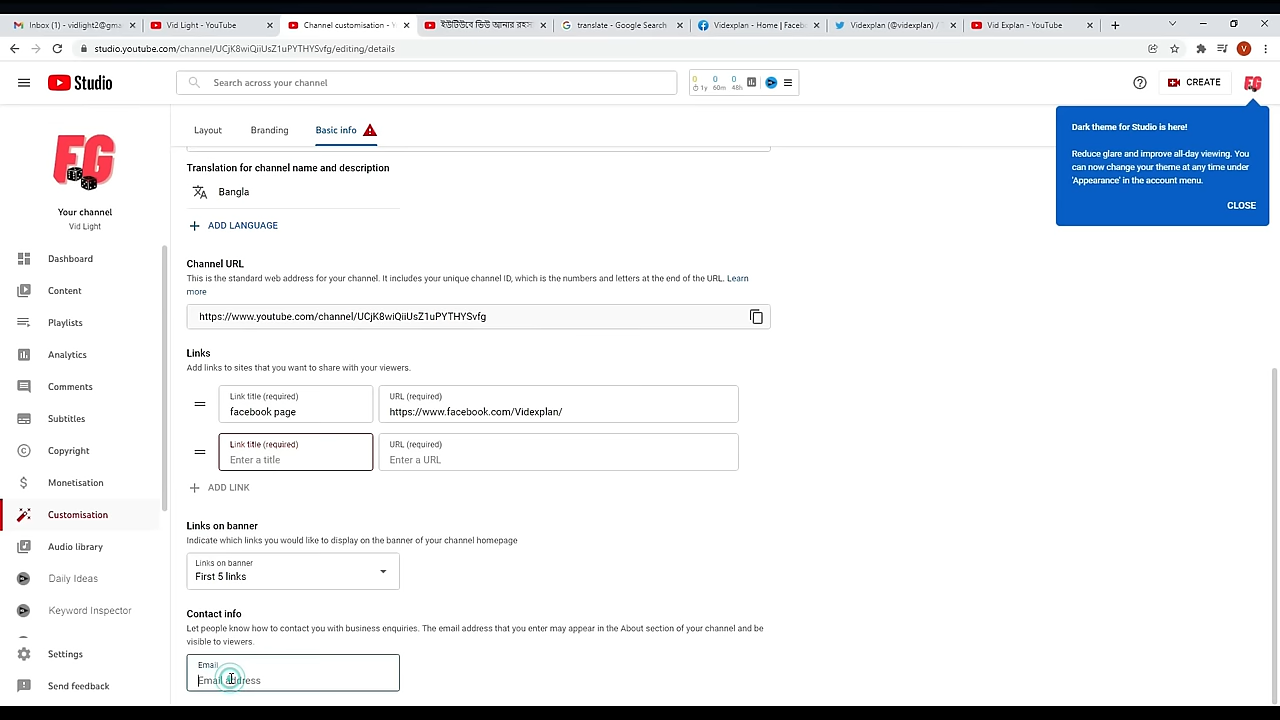 Inbox (1) - vidlight2@gma
Vid Light - YouTube
Channel customisation - Y
ইউটিউবে ভিউ আনার রহস
translate - Google Search
Videxplan - Home | Faceb
Videxplan (@videxplan) / T
Vid Explan - YouTube
studio.youtube.com/channel/UCjK8wiQiiUsZ1uPYTHYSvfg/editing/details
V
Studio
Search across your channel
0 0 0
1y 60m 48h
CREATE
FG
Layout
Branding
Basic info
Dark theme for Studio is here!
Reduce glare and improve all-day viewing. You
can now change your theme at any time under
'Appearance' in the account menu.
CLOSE
FG
Your channel
Vid Light
Dashboard
Content
Playlists
Analytics
Comments
Subtitles
Copyright
Monetisation
Customisation
Audio library
Daily Ideas
Keyword Inspector
Settings
Send feedback
Translation for channel name and description
Bangla
ADD LANGUAGE
Channel URL
This is the standard web address for your channel. It includes your unique channel ID, which is the numbers and letters at the end of the URL. Learn
more
https://www.youtube.com/channel/UCjK8wiQiiUsZ1uPYTHYSvfg
Links
Add links to sites that you want to share with your viewers.
Link title (required)
facebook page
URL (required)
https://www.facebook.com/Videxplan/
Link title (required)
Enter a title
URL (required)
Enter a URL
ADD LINK
Links on banner
Indicate which links you would like to display on the banner of your channel homepage
Links on banner
First 5 links
Contact info
Let people know how to contact you with business enquiries. The email address that you enter may appear in the About section of your channel and be
visible to viewers.
Email
Email address